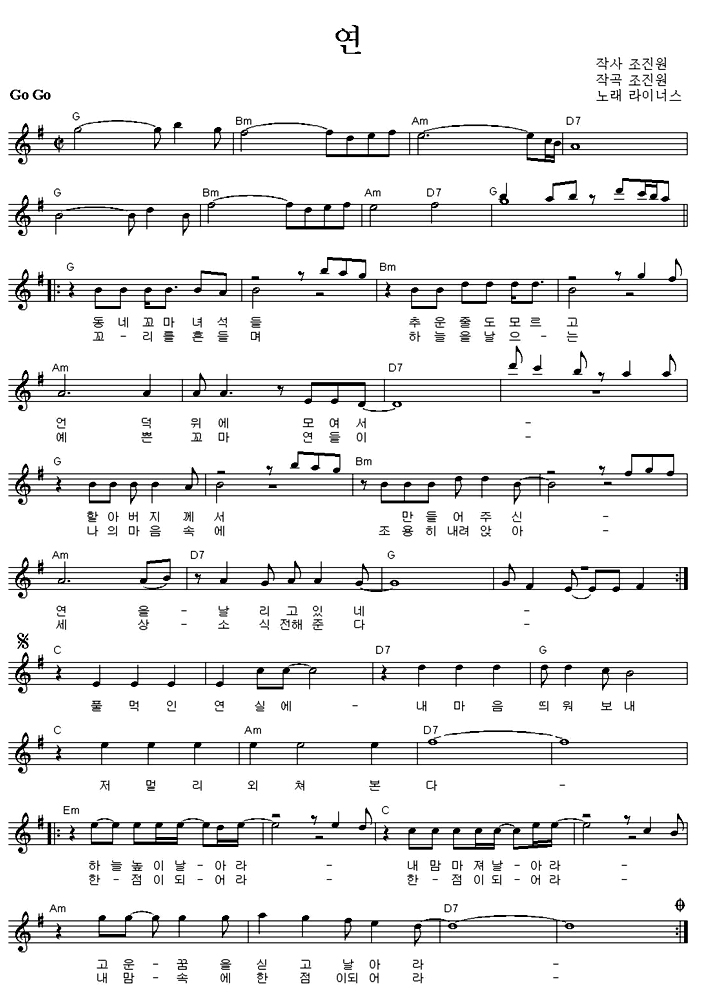 연
작사 조진원
작곡 조진원
노래 라이너스
Go Go
G Bm Am D7
G Bm Am D7 G
G Bm
동 네 꼬 마 녀 석 들 추 운 줄 도 모 르 고
꼬 - 리 를 흔 들 며 하 늘 을 날 으 - 는
Am D7
언 덕 위 에 모 여 서 -
예 쁜 꼬 마 연 들 이 -
G Bm
할 아 버 지 께 서 만 들 어 주 신 -
나 의 마 음 속 에 조 용 히 내려 앉 아 -
Am D7 G
연 을 - 날 리 고 있 네 -
세 상 - 소 식 전해 준 다 -
C D7 G
풀 먹 인 연 실 에 - 내 마 음 띄 워 보 내
C Am D7
저 멀 리 외 쳐 본 다 -
Em C
하 늘 높 이 날 - 아 라 - 내 맘 마 져 날 - 아 라 -
한 - 점 이 되 - 어 라 - 한 - 점 이 되 - 어 라 -
Am D7
고 운 - 꿈 을 싣 고 날 아 라 -
내 맘 - 속 에 한 점 이되 어 라 -